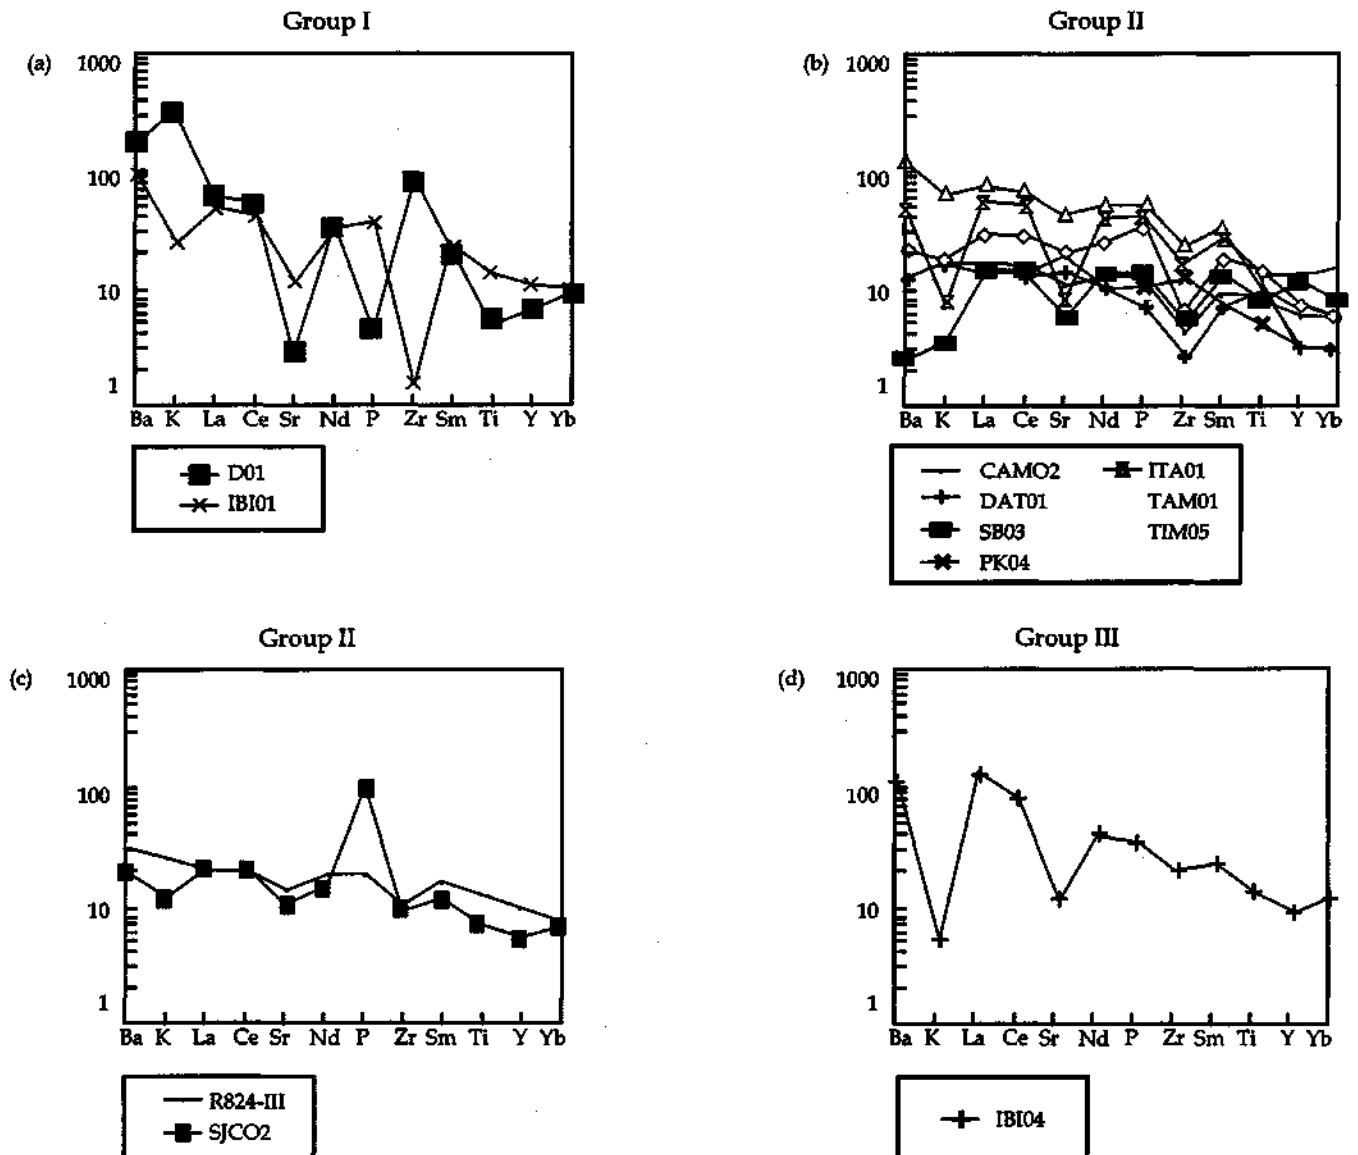 Group I
(a)
1000
100
10
1
Ba K La Ce Sr Nd P Zr Sm Ti Y Yb
D01
IBI01
Group II
(b)
1000
100
10
1
Ba K La Ce Sr Nd P Zr Sm Ti Y Yb
CAMO2
DAT01
SB03
PK04
ITA01
TAM01
TIM05
Group II
(c)
1000
100
10
1
Ba K La Ce Sr Nd P Zr Sm Ti Y Yb
R824-III
SJCO2
Group III
(d)
1000
100
10
1
Ba K La Ce Sr Nd P Zr Sm Ti Y Yb
IBI04